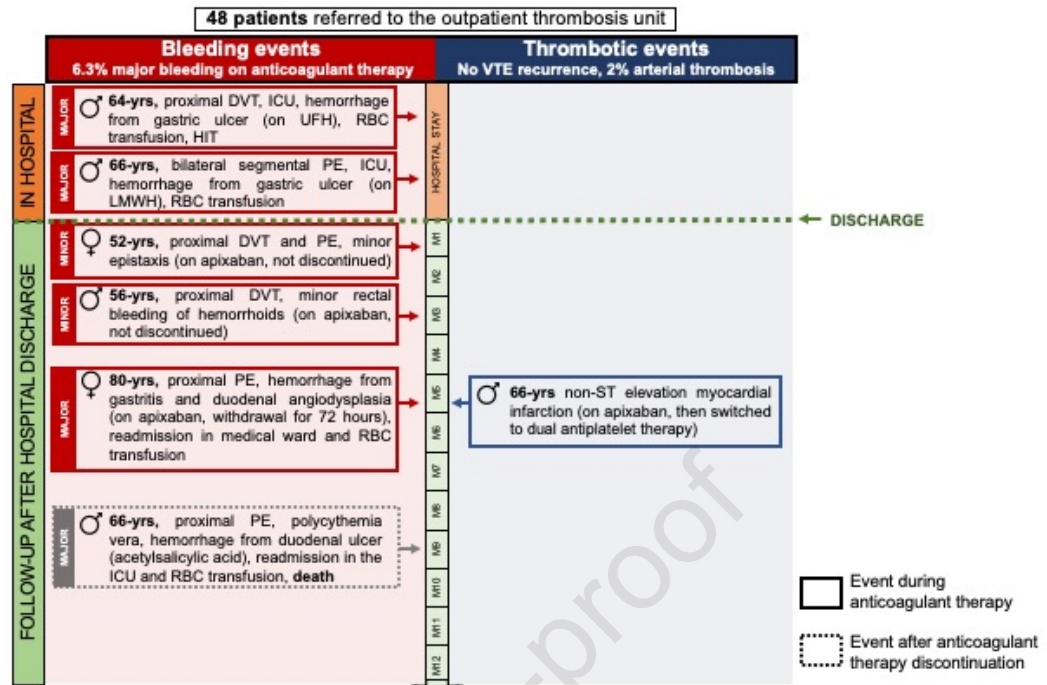 48 patients referred to the outpatient thrombosis unit
Bleeding events
6.3% major bleeding on anticoagulant therapy
Thrombotic events
No VTE recurrence, 2% arterial thrombosis
IN HOSPITAL
MAJOR
64-yrs, proximal DVT, ICU, hemorrhage
from gastric ulcer (on UFH), RBC
transfusion, HIT
MAJOR
66-yrs, bilateral segmental PE, ICU,
hemorrhage from gastric ulcer (on
LMWH), RBC transfusion
HOSPITAL STAY
DISCHARGE
FOLLOW-UP AFTER HOSPITAL DISCHARGE
MINOR
52-yrs, proximal DVT and PE, minor
epistaxis (on apixaban, not discontinued)
MINOR
56-yrs, proximal DVT, minor rectal
bleeding of hemorrhoids (on apixaban,
not discontinued)
MAJOR
80-yrs, proximal PE, hemorrhage from
gastritis and duodenal angiodysplasia
(on apixaban, withdrawal for 72 hours),
readmission in medical ward and RBC
transfusion
MAJOR
66-yrs, proximal PE, polycythemia
vera, hemorrhage from duodenal ulcer
(acetylsalicylic acid), readmission in the
ICU and RBC transfusion, death
M1
M2
M3
M4
M5
M6
M7
M8
M9
M10
M11
M12
66-yrs non-ST elevation myocardial
infarction (on apixaban, then switched
to dual antiplatelet therapy)
Event during
anticoagulant therapy
Event after anticoagulant
therapy discontinuation